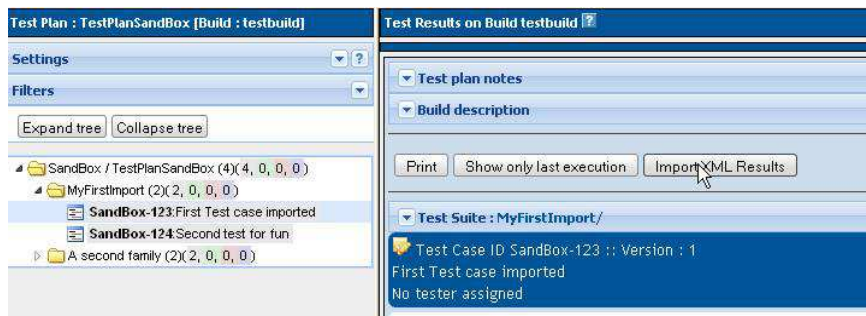 Test Plan : TestPlanSandBox [Build : testbuild]
Settings
?
Filters
Expand tree Collapse tree
SandBox / TestPlanSandBox (4)(4, 0, 0, 0)
MyFirstImport (2)(2, 0, 0, 0)
SandBox-123:First Test case imported
SandBox-124:Second test for fun
A second family (2)(2, 0, 0, 0)
Test Results on Build testbuild ?
Test plan notes
Build description
Print Show only last execution Import XML Results
Test Suite : MyFirstImport/
Test Case ID SandBox-123 :: Version : 1
First Test case imported
No tester assigned